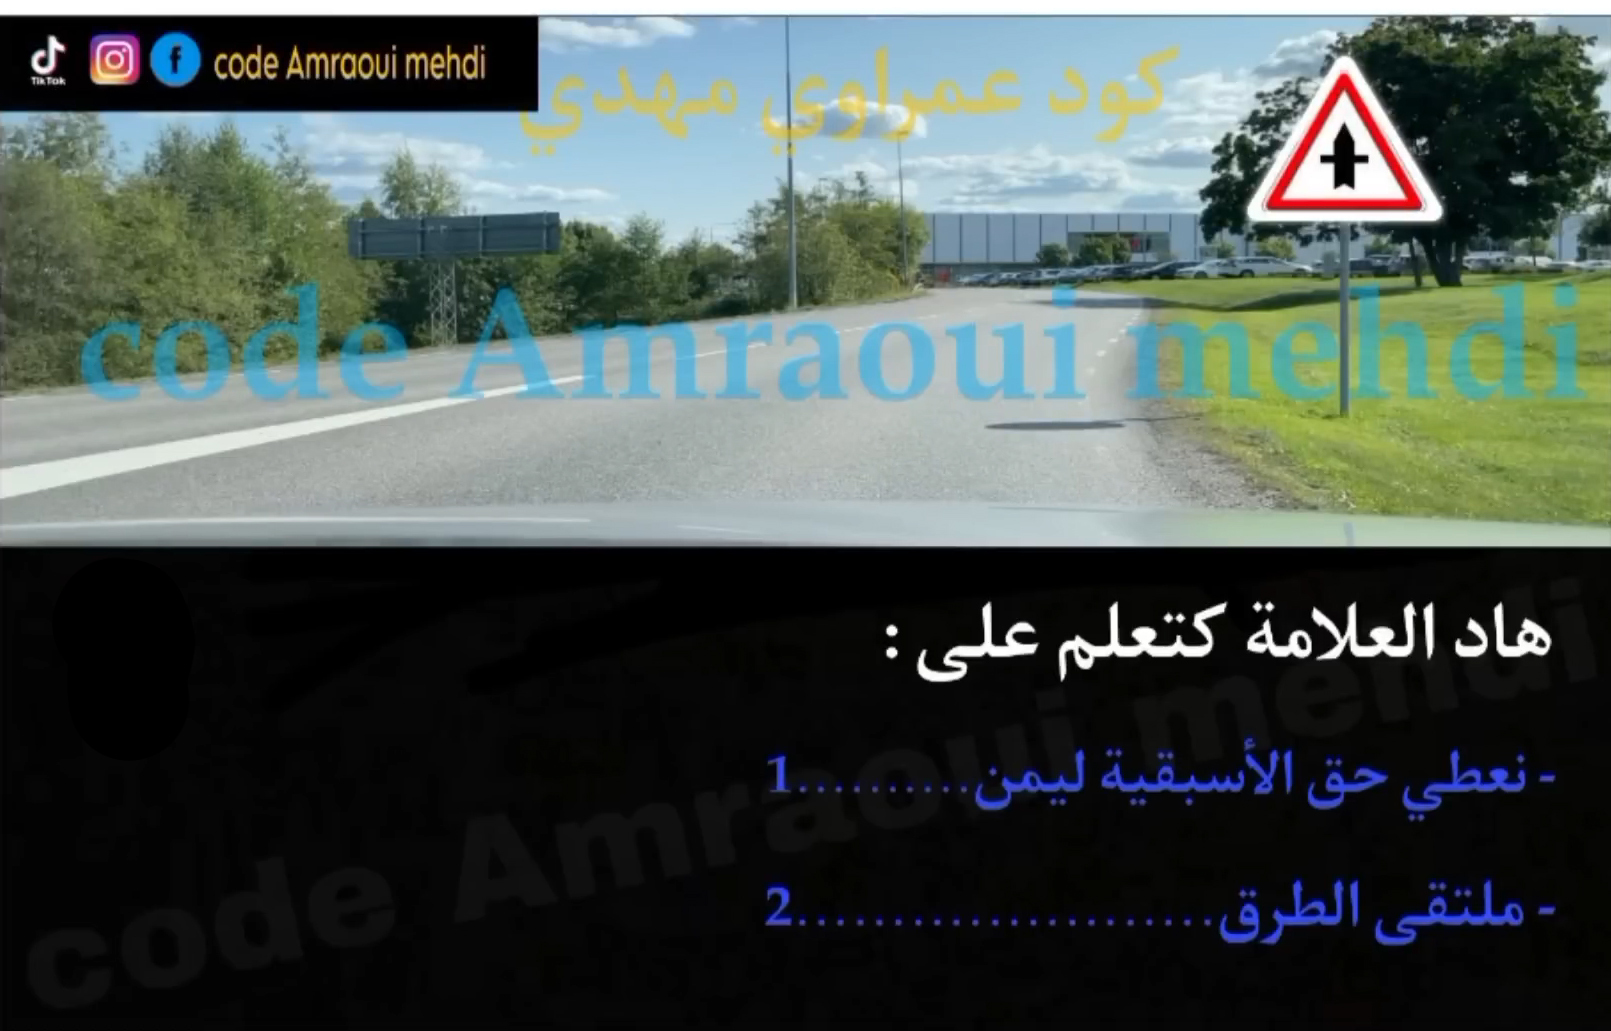 TikTok
code Amraoui mehdi
كود عمراوي مهدي
code Amraoui mehdi
هاد العلامة كتعلم على :
- نعطي حق الأسبقية ليمن..........1
- ملتقى الطرق......................2
code Amraoui mehdi